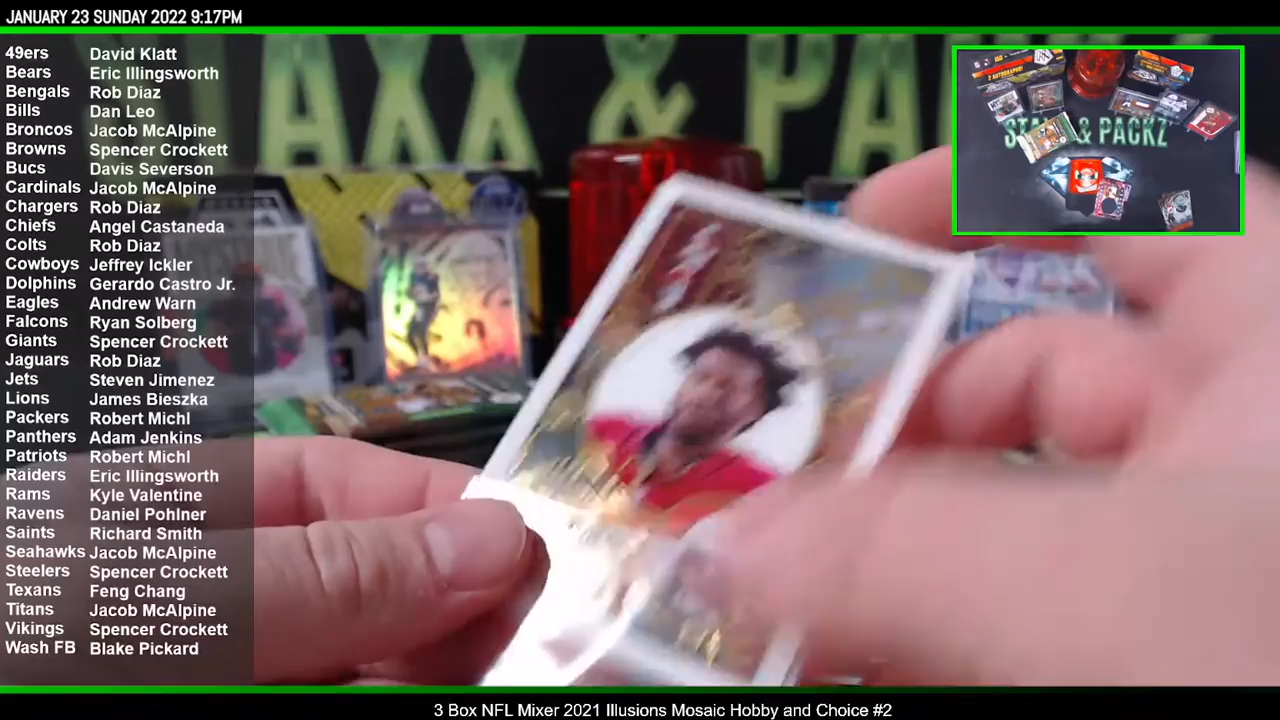 JANUARY 23 SUNDAY 2022 9:17PM
49ers David Klatt
Bears Eric Illingsworth
Bengals Rob Diaz
Bills Dan Leo
Broncos Jacob McAlpine
Browns Spencer Crockett
Bucs Davis Severson
Cardinals Jacob McAlpine
Chargers Rob Diaz
Chiefs Angel Castaneda
Colts Rob Diaz
Cowboys Jeffrey Ickler
Dolphins Gerardo Castro Jr.
Eagles Andrew Warn
Falcons Ryan Solberg
Giants Spencer Crockett
Jaguars Rob Diaz
Jets Steven Jimenez
Lions James Bieszka
Packers Robert Michl
Panthers Adam Jenkins
Patriots Robert Michl
Raiders Eric Illingsworth
Rams Kyle Valentine
Ravens Daniel Pohlner
Saints Richard Smith
Seahawks Jacob McAlpine
Steelers Spencer Crockett
Texans Feng Chang
Titans Jacob McAlpine
Vikings Spencer Crockett
Wash FB Blake Pickard
& PACKZ
3 Box NFL Mixer 2021 Illusions Mosaic Hobby and Choice #2